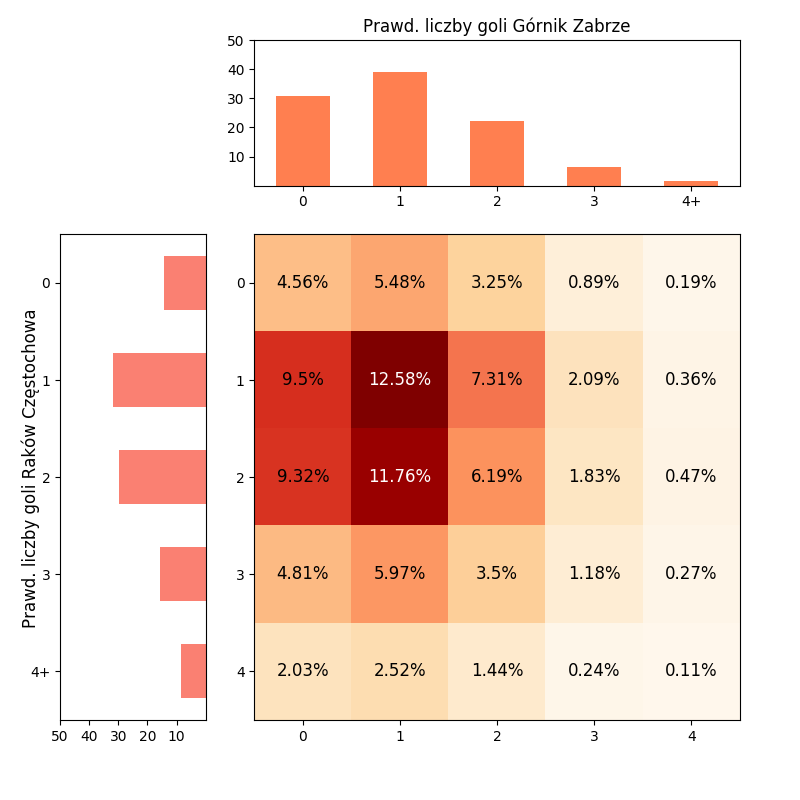 Prawd. liczby goli Górnik Zabrze
50
40
30
20
10
0 1 2 3 4+
Prawd. liczby goli Raków Częstochowa
0
1
2
3
4+
50 40 30 20 10
0 4.56% 5.48% 3.25% 0.89% 0.19%
1 9.5% 12.58% 7.31% 2.09% 0.36%
2 9.32% 11.76% 6.19% 1.83% 0.47%
3 4.81% 5.97% 3.5% 1.18% 0.27%
4 2.03% 2.52% 1.44% 0.24% 0.11%
0 1 2 3 4